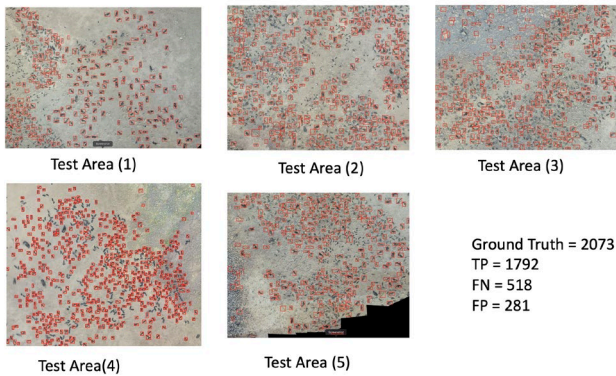 Test Area (1)
Test Area (2)
Test Area (3)
Test Area(4)
Test Area (5)
Ground Truth = 2073
TP = 1792
FN = 518
FP = 281